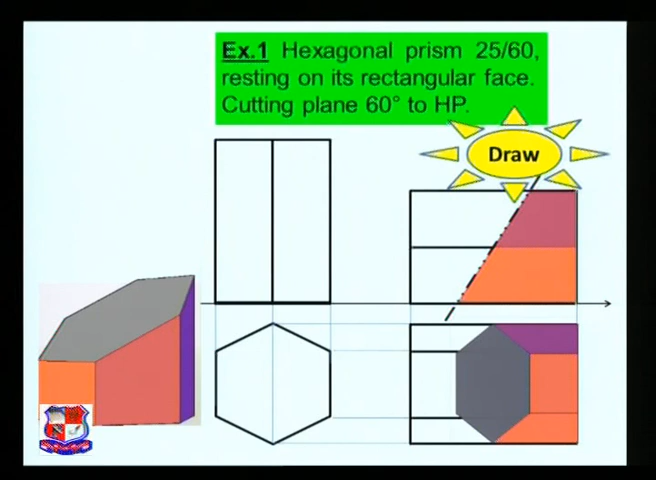 Ex.1 Hexagonal prism 25/60,
resting on its rectangular face.
Cutting plane 60° to HP.
Draw